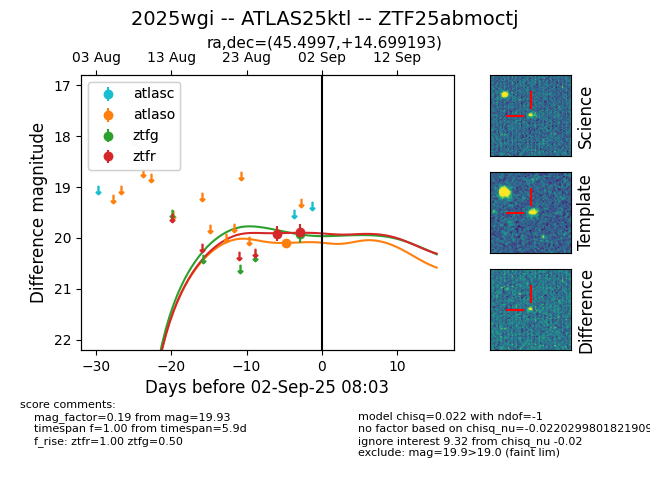 2025wgi -- ATLAS25ktl -- ZTF25abmoctj
ra,dec=(45.4997,+14.699193)
03 Aug 13 Aug 23 Aug 02 Sep 12 Sep
17
18
19
20
21
22
Difference magnitude
atlasc
atlaso
ztfg
ztfr
−30 −20 −10 0 10
Days before 02-Sep-25 08:03
Science
Template
Difference
score comments:
mag_factor=0.19 from mag=19.93
timespan f=1.00 from timespan=5.9d
f_rise: ztfr=1.00 ztfg=0.50
model chisq=0.022 with ndof=-1
no factor based on chisq_nu=-0.0220299801821909
ignore interest 9.32 from chisq_nu -0.02
exclude: mag=19.9>19.0 (faint lim)